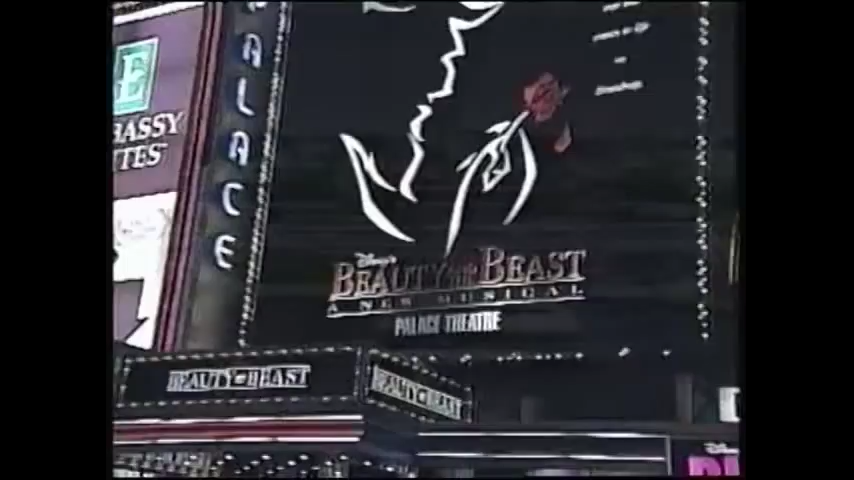 E
BASSY
ITES
PALACE
Disney's
BEAUTY AND THE BEAST
A NEW MUSICAL
PALACE THEATRE
BEAUTY AND THE BEAST
BEAUTY AND THE BEAST
Disney